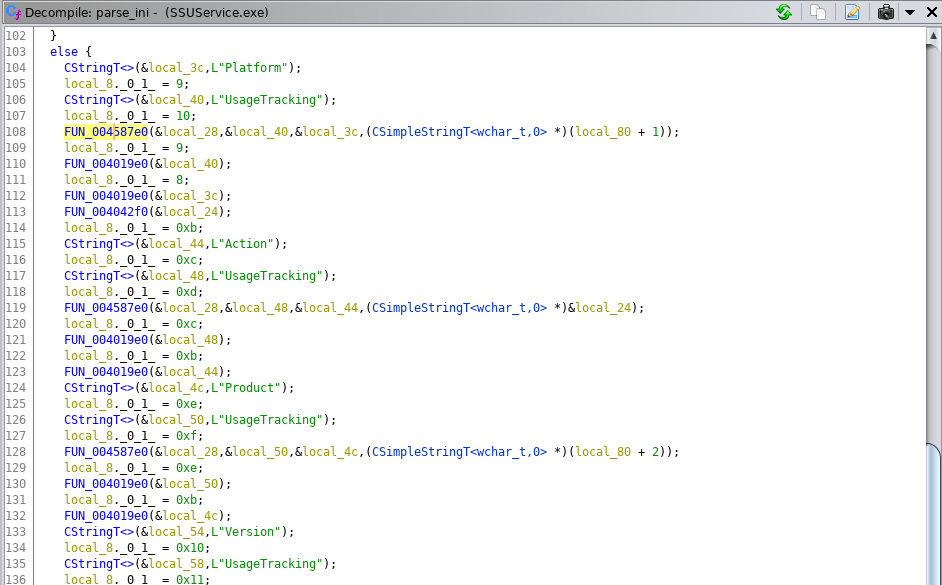 Decompile: parse_ini - (SSUService.exe)
102 }
103 else {
104 CStringT<>(&local_3c,L"Platform");
105 local_8._0_1_ = 9;
106 CStringT<>(&local_40,L"UsageTracking");
107 local_8._0_1_ = 10;
108 FUN_004587e0(&local_28,&local_40,&local_3c,(CSimpleStringT<wchar_t,0> *)(local_80 + 1));
109 local_8._0_1_ = 9;
110 FUN_004019e0(&local_40);
111 local_8._0_1_ = 8;
112 FUN_004019e0(&local_3c);
113 FUN_004042f0(&local_24);
114 local_8._0_1_ = 0xb;
115 CStringT<>(&local_44,L"Action");
116 local_8._0_1_ = 0xc;
117 CStringT<>(&local_48,L"UsageTracking");
118 local_8._0_1_ = 0xd;
119 FUN_004587e0(&local_28,&local_48,&local_44,(CSimpleStringT<wchar_t,0> *)&local_24);
120 local_8._0_1_ = 0xc;
121 FUN_004019e0(&local_48);
122 local_8._0_1_ = 0xb;
123 FUN_004019e0(&local_44);
124 CStringT<>(&local_4c,L"Product");
125 local_8._0_1_ = 0xe;
126 CStringT<>(&local_50,L"UsageTracking");
127 local_8._0_1_ = 0xf;
128 FUN_004587e0(&local_28,&local_50,&local_4c,(CSimpleStringT<wchar_t,0> *)(local_80 + 2));
129 local_8._0_1_ = 0xe;
130 FUN_004019e0(&local_50);
131 local_8._0_1_ = 0xb;
132 FUN_004019e0(&local_4c);
133 CStringT<>(&local_54,L"Version");
134 local_8._0_1_ = 0x10;
135 CStringT<>(&local_58,L"UsageTracking");
136 local_8._0_1_ = 0x11;